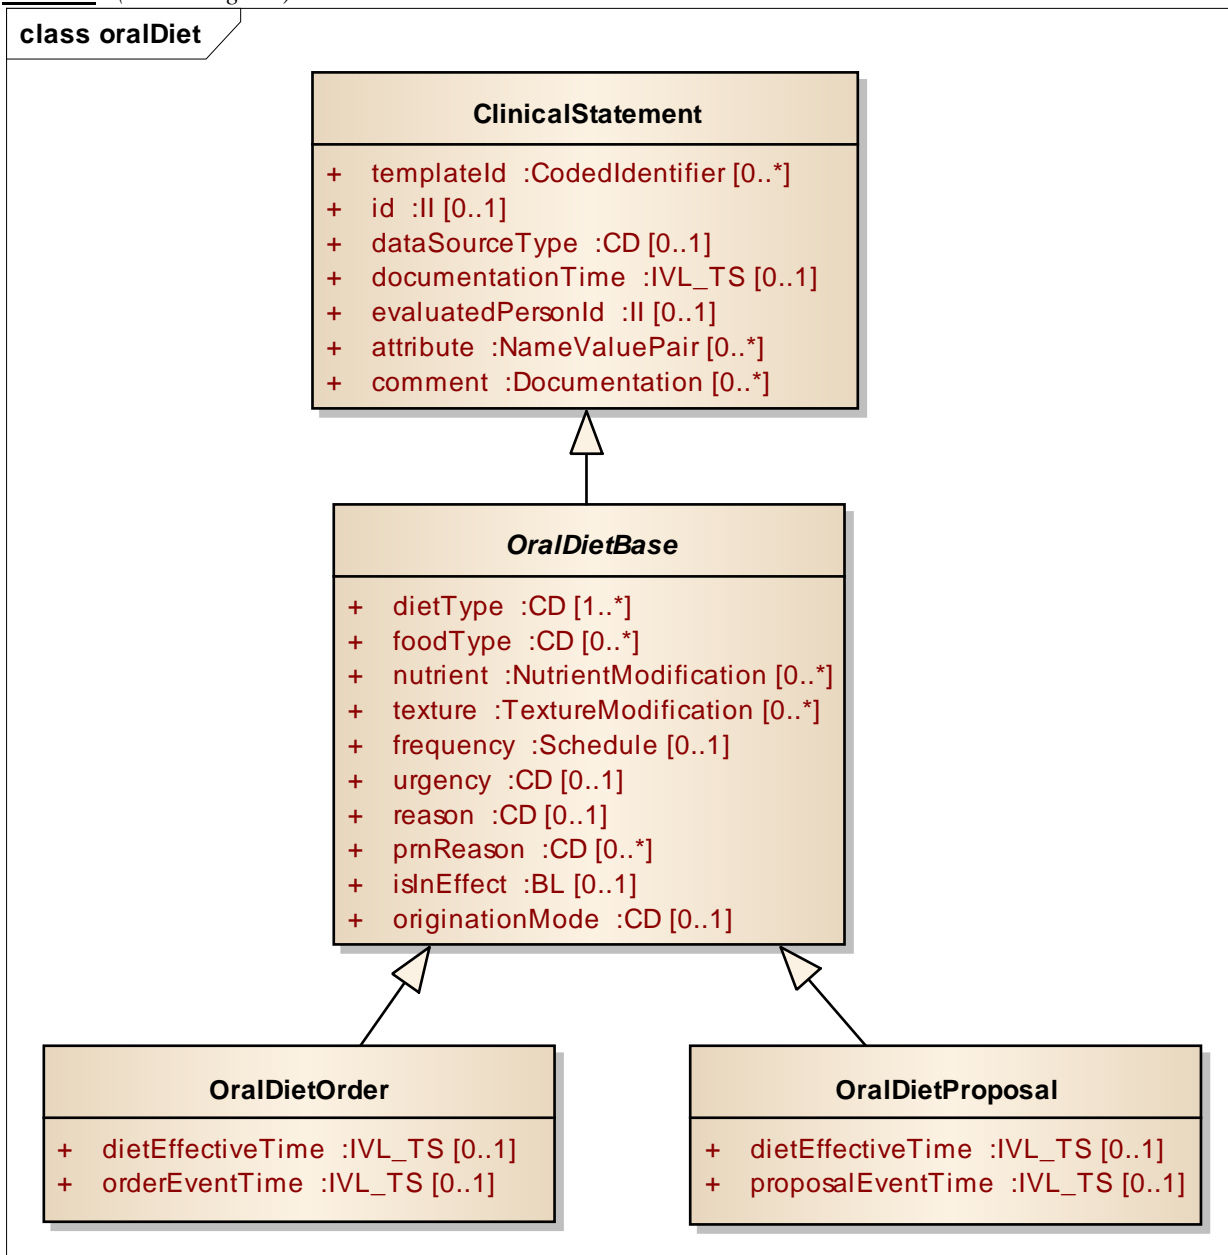 class oralDiet
ClinicalStatement
+ templateId :CodedIdentifier [0..*]
+ id :II [0..1]
+ dataSourceType :CD [0..1]
+ documentationTime :IVL_TS [0..1]
+ evaluatedPersonId :II [0..1]
+ attribute :NameValuePair [0..*]
+ comment :Documentation [0..*]
OralDietBase
+ dietType :CD [1..*]
+ foodType :CD [0..*]
+ nutrient :NutrientModification [0..*]
+ texture :TextureModification [0..*]
+ frequency :Schedule [0..1]
+ urgency :CD [0..1]
+ reason :CD [0..1]
+ prnReason :CD [0..*]
+ isInEffect :BL [0..1]
+ originationMode :CD [0..1]
OralDietOrder
+ dietEffectiveTime :IVL_TS [0..1]
+ orderEventTime :IVL_TS [0..1]
OralDietProposal
+ dietEffectiveTime :IVL_TS [0..1]
+ proposalEventTime :IVL_TS [0..1]